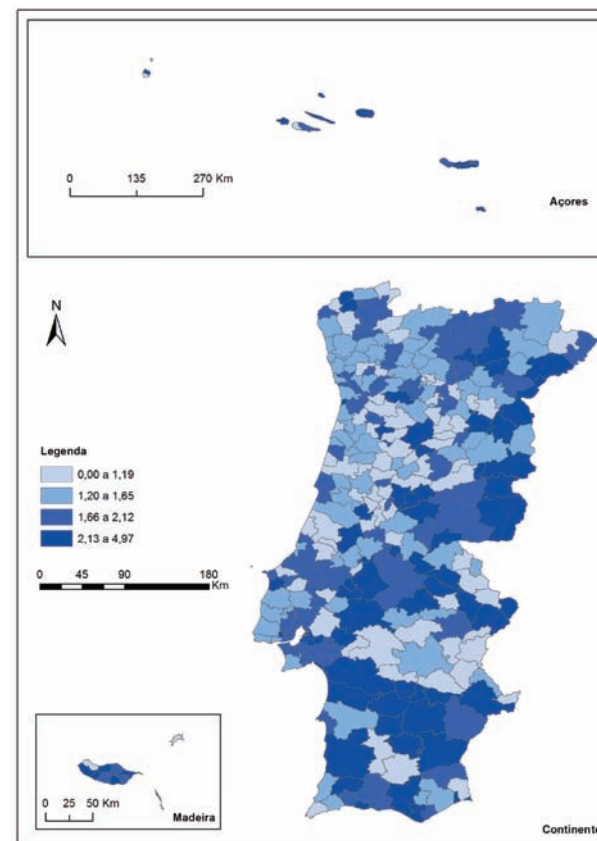 0 135 270 Km
Açores
N
Legenda
0,00 a 1,19
1,20 a 1,65
1,66 a 2,12
2,13 a 4,97
0 45 90 180
Km
0 25 50 Km
Madeira
Continente